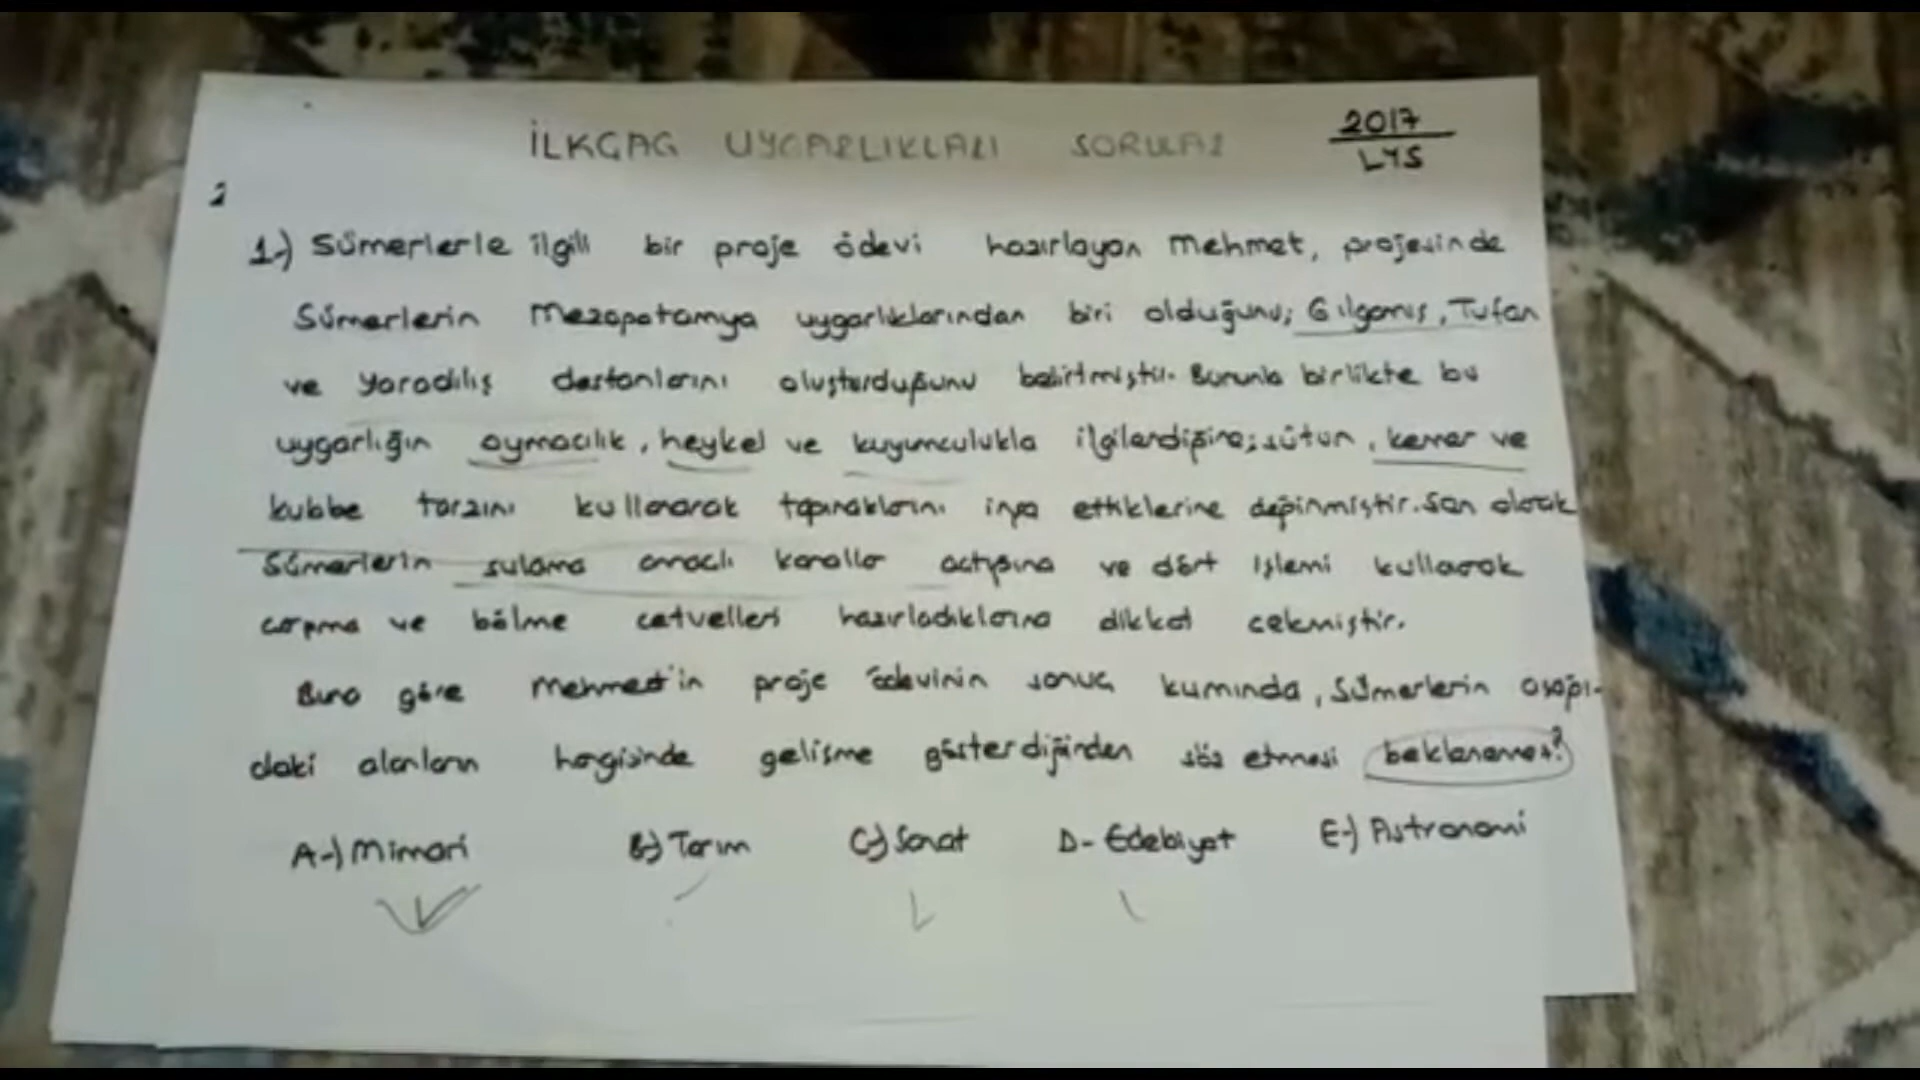 İLKÇAĞ UYGARLIKLARI SORULAR
2017
LYS
2
1-) Sümerlerle ilgili bir proje ödevi hazırlayan Mehmet, projesinde
Sümerlerin Mezopotamya uygarlıklarından biri olduğunu; Gılgamış, Tufan
ve Yaradılış destanlarını oluşturduğunu belirtmiştir. Bununla birlikte bu
uygarlığın oymacılık, heykel ve kuyumculukla ilgilendiğine; sütun, kemer ve
kubbe tarzını kullanarak tapınaklarını inşa ettiklerine değinmiştir. Son olarak
Sümerlerin sulama amaçlı kanallar açtığına ve dört işlemi kullaarak
çarpma ve bölme cetvelleri hazırladıklarına dikkat çekmiştir.
Buna göre Mehmet'in proje ödevinin sonuç kumında, Sümerlerin aşağı-
daki alanların hangisinde gelişme gösterdiğinden söz etmesi beklenemez?
A-) Mimari B-) Tarım C-) Sanat D- Edebiyat E-) Astronomi